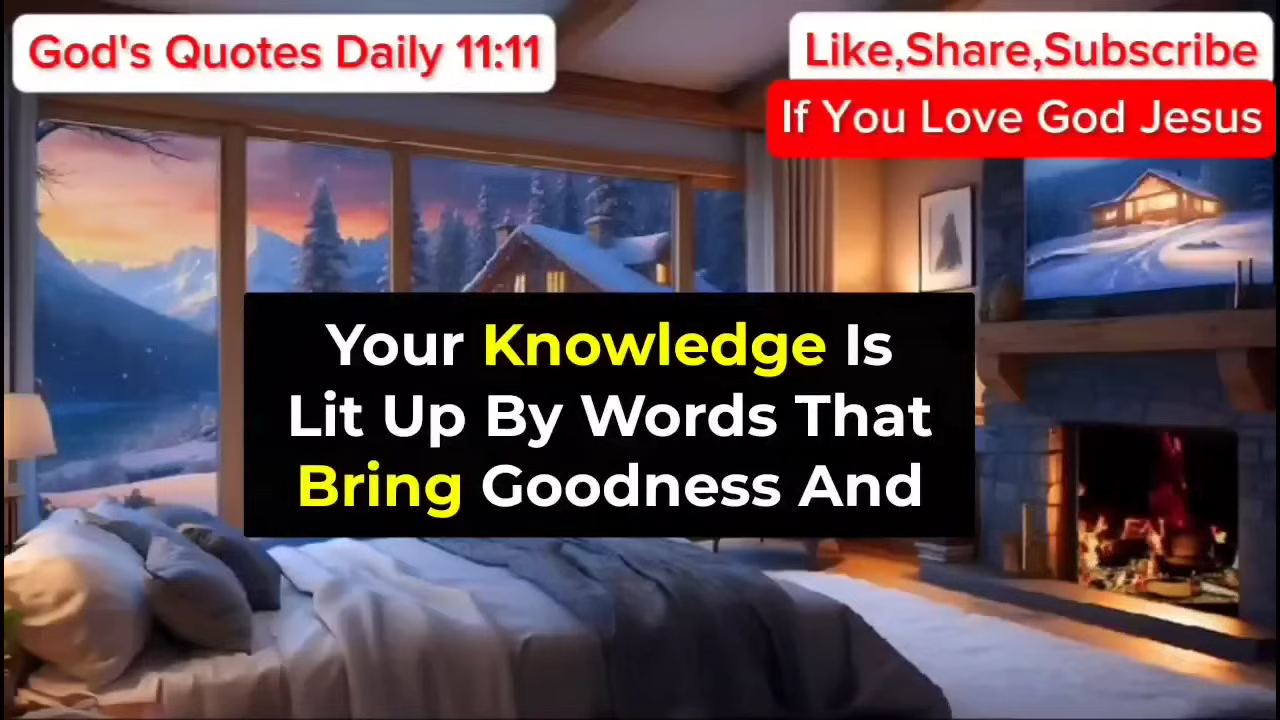 God's Quotes Daily 11:11
Like,Share,Subscribe
If You Love God Jesus
Your Knowledge Is
Lit Up By Words That
Bring Goodness And